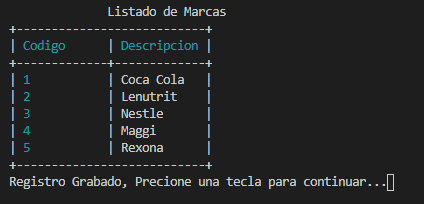 Listado de Marcas
+--------------------------+
| Codigo      | Descripcion |
+-------------+------------+
| 1           | Coca Cola   |
| 2           | Lenutrit    |
| 3           | Nestle      |
| 4           | Maggi       |
| 5           | Rexona      |
+--------------------------+
Registro Grabado, Precione una tecla para continuar...